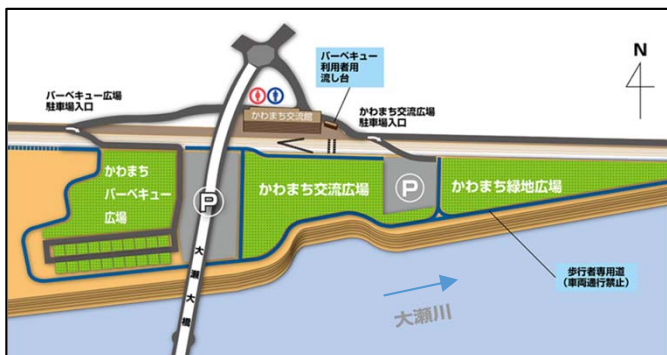 バーベキュー
利用者用
流し台
N
バーベキュー広場
駐車場入口
かわまち交流館
かわまち交流広場
駐車場入口
かわまち
バーベキュー
広場
P
かわまち交流広場
P
かわまち緑地広場
大瀬大橋
歩行者専用道
(車両通行禁止)
大瀬川